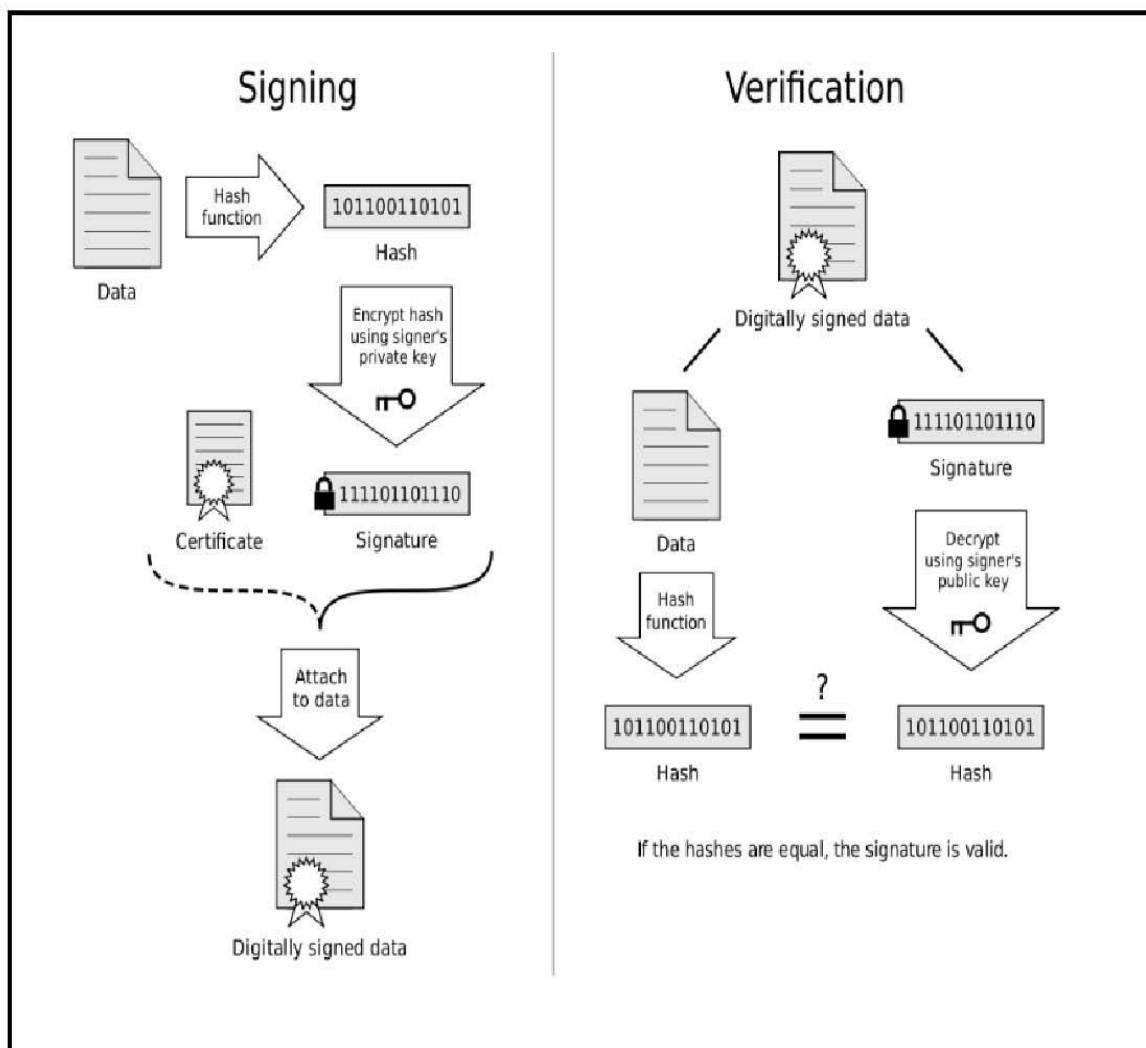 Signing
Hash
function
101100110101
Hash
Data
Encrypt hash
using signer's
private key
111101101110
Certificate
Signature
Attach
to data
Digitally signed data
Verification
Digitally signed data
Data
111101101110
Signature
Hash
function
Decrypt
using signer's
public key
101100110101
Hash
?
=
101100110101
Hash
If the hashes are equal, the signature is valid.